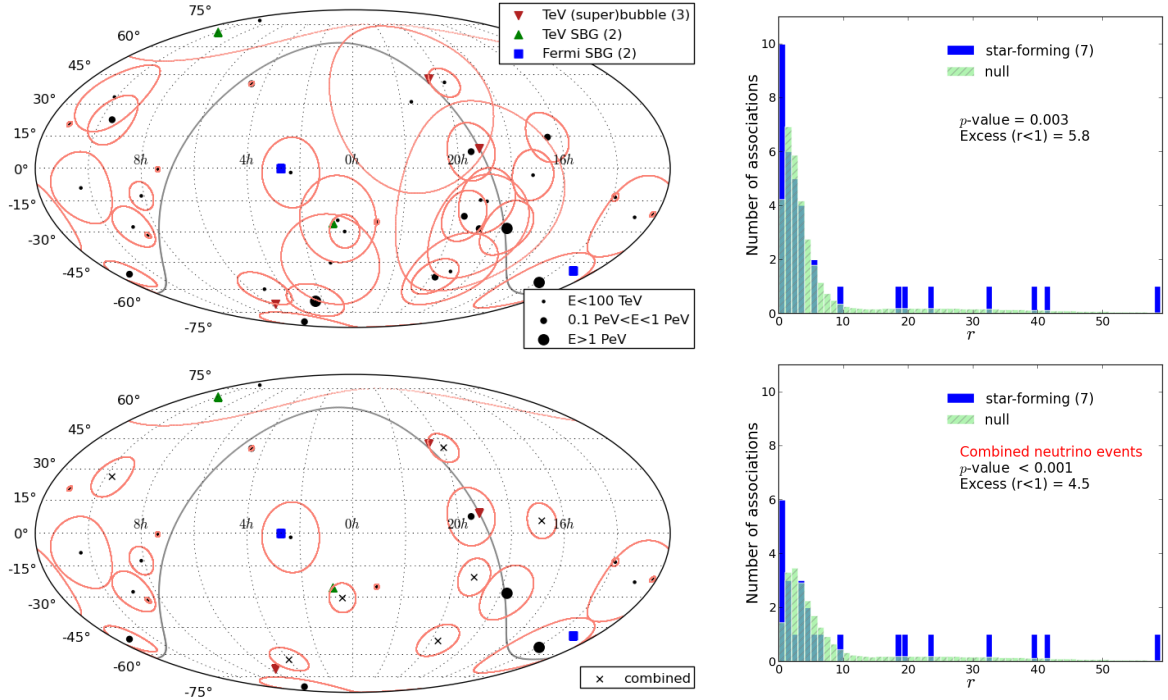 75°
60°
45°
30°
15°
0°
-15°
-30°
-45°
-60°
-75°
8h
4h
0h
20h
16h
TeV (super)bubble (3)
TeV SBG (2)
Fermi SBG (2)
E<100 TeV
0.1 PeV<E<1 PeV
E>1 PeV
Number of associations
10
8
6
4
2
0
star-forming (7)
null
p-value = 0.003
Excess (r<1) = 5.8
0 10 20 30 40 50
r
75°
60°
45°
30°
15°
0°
-15°
-30°
-45°
-60°
-75°
8h
4h
0h
20h
16h
combined
Number of associations
10
8
6
4
2
0
star-forming (7)
null
Combined neutrino events
p-value < 0.001
Excess (r<1) = 4.5
0 10 20 30 40 50
r